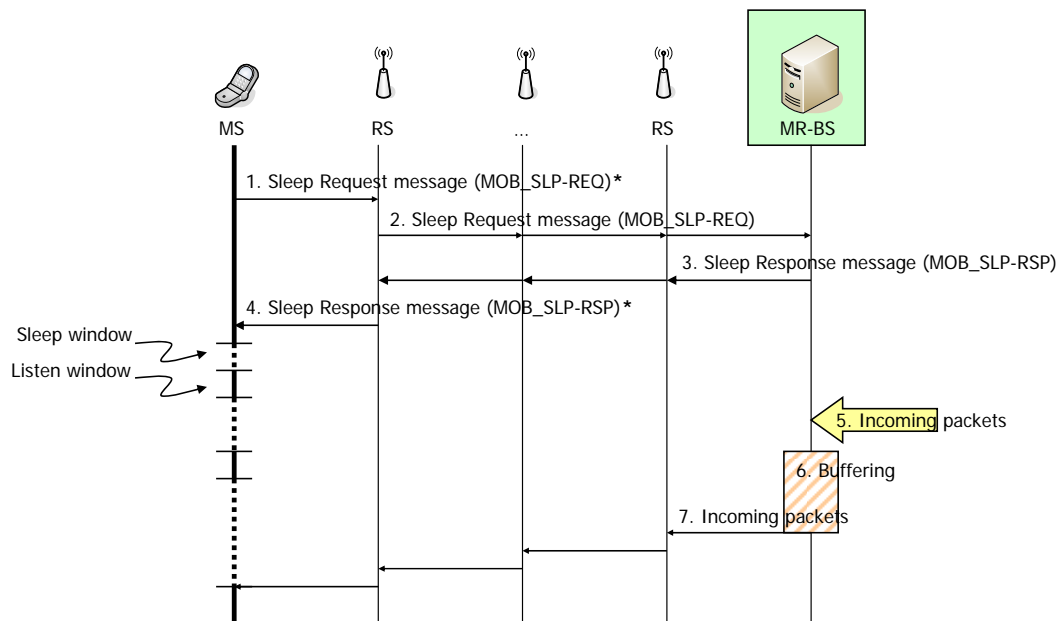 MS
RS
...
RS
MR-BS
1. Sleep Request message (MOB_SLP-REQ)*
2. Sleep Request message (MOB_SLP-REQ)
3. Sleep Response message (MOB_SLP-RSP)
4. Sleep Response message (MOB_SLP-RSP)*
Sleep window
Listen window
5. Incoming packets
6. Buffering
7. Incoming packets